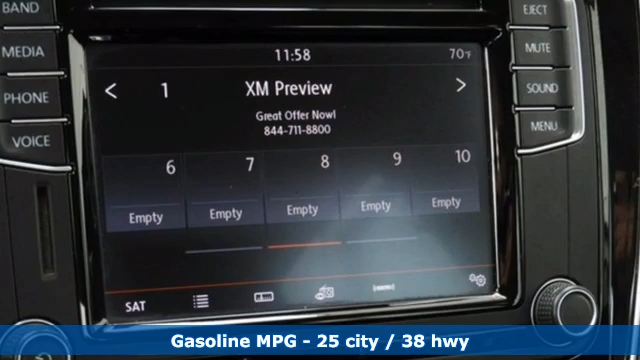 BAND
EJECT
11:58
70°F
MEDIA
MUTE
< 1 XM Preview >
Great Offer Now!
844-711-8800
PHONE
SOUND
VOICE
MENU
6 7 8 9 10
Empty Empty Empty Empty Empty
SAT
Gasoline MPG - 25 city / 38 hwy